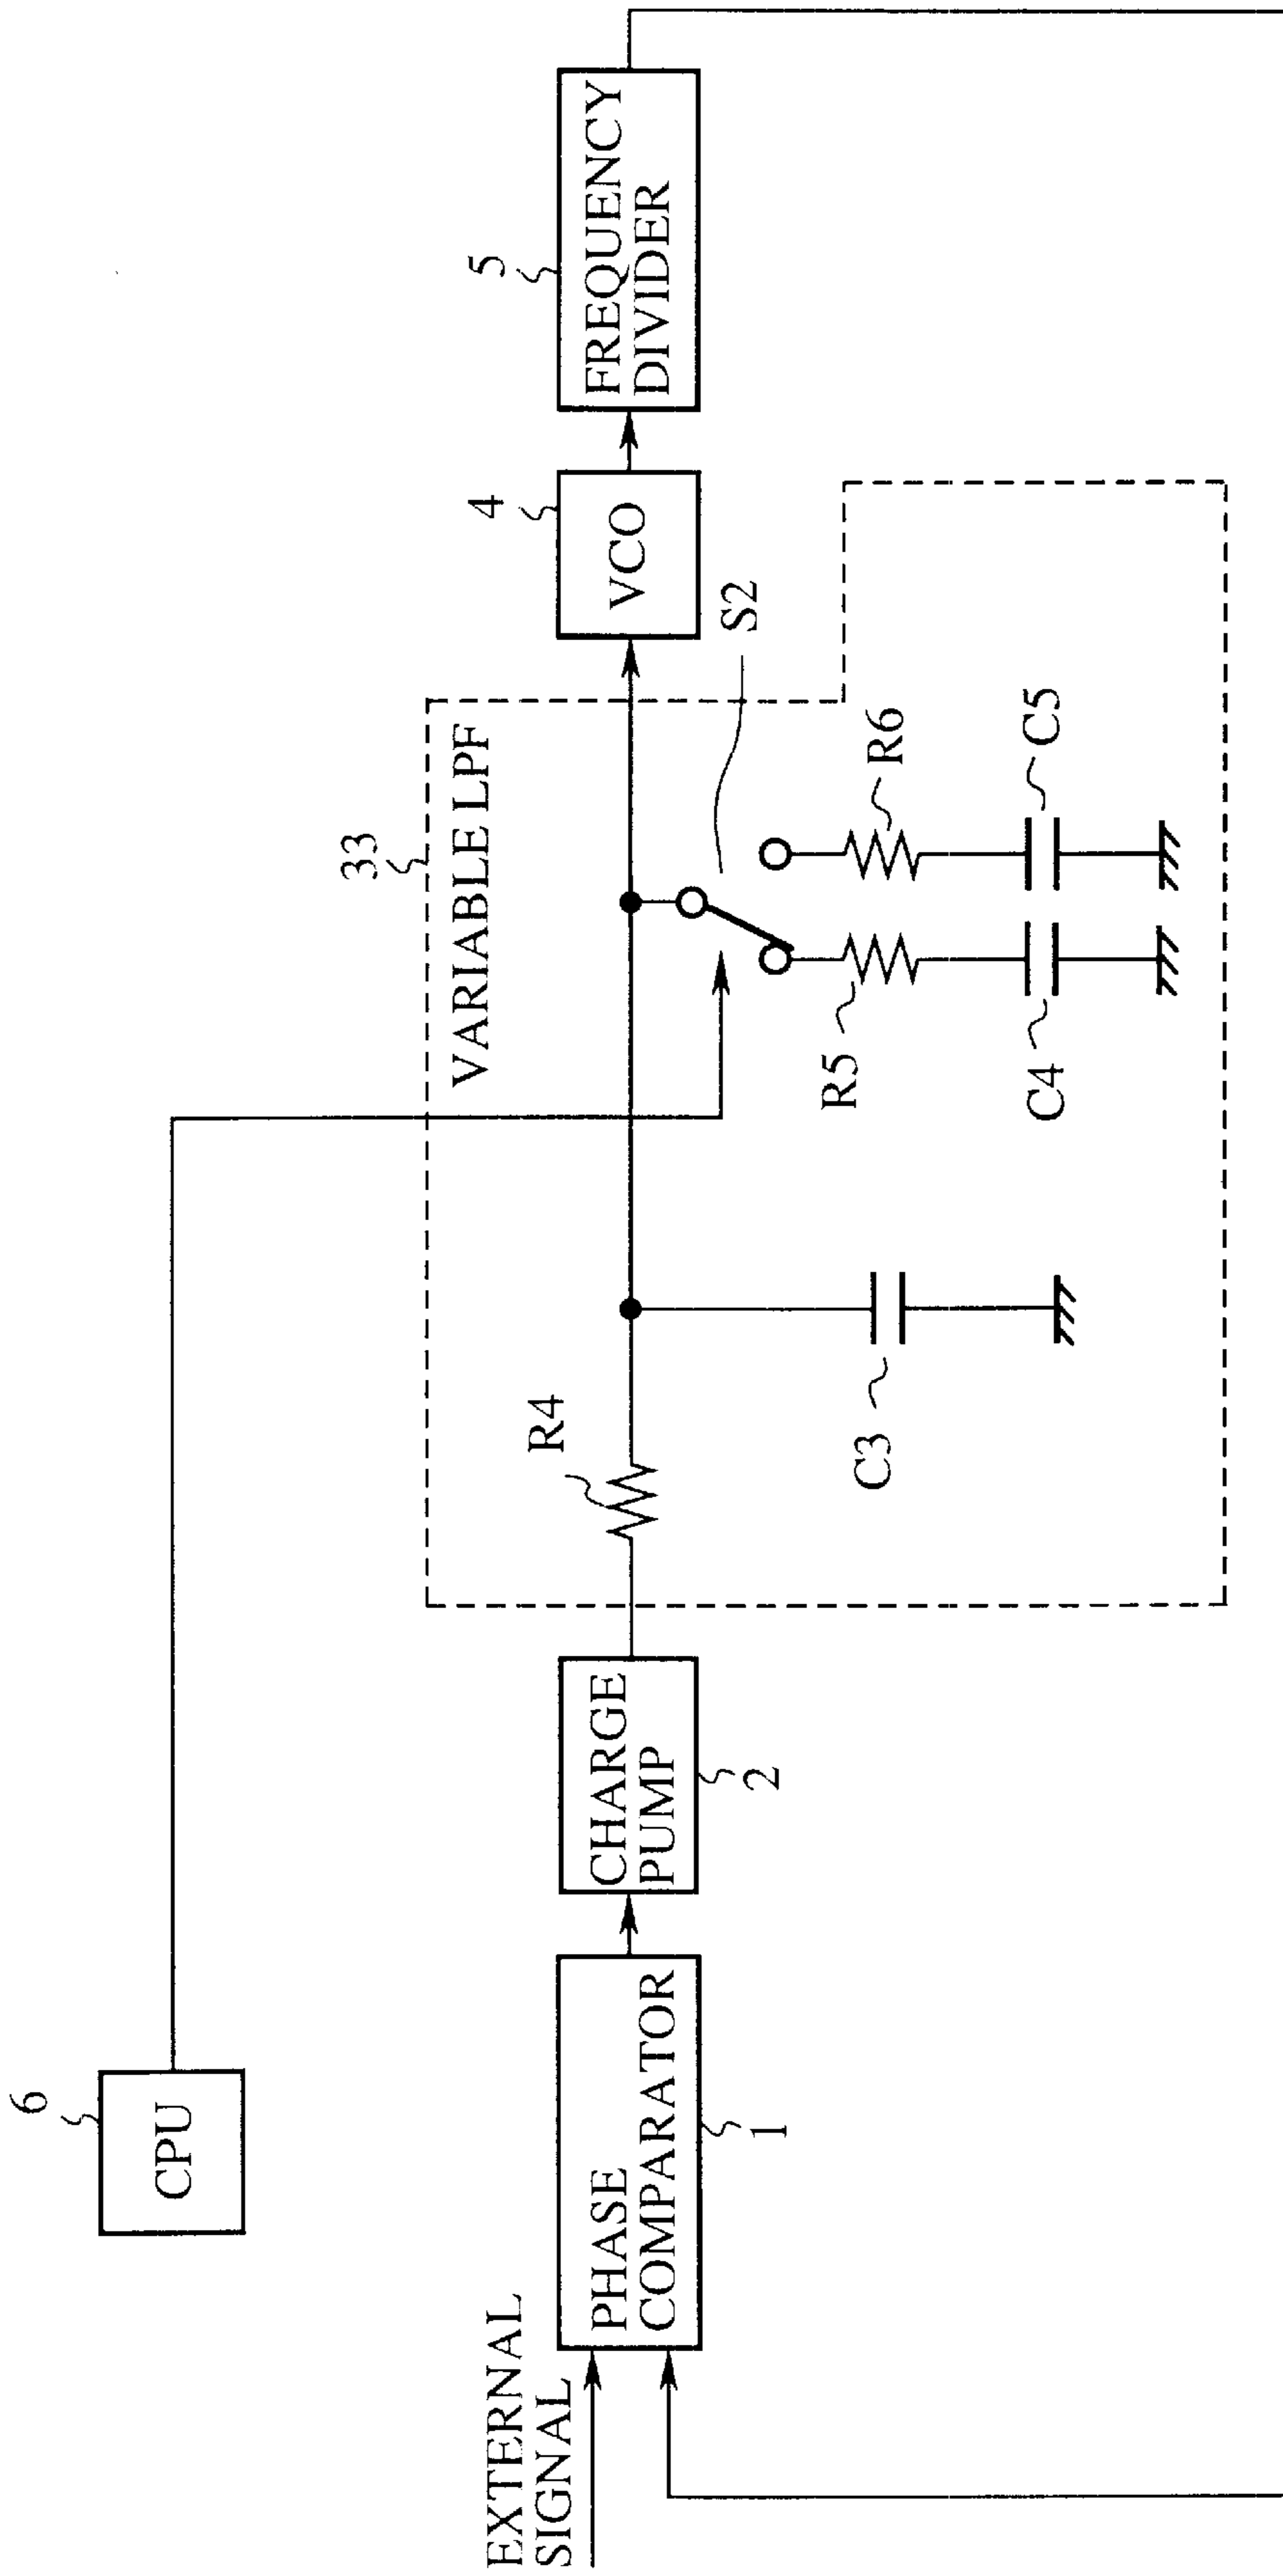 6
CPU
EXTERNAL
SIGNAL
PHASE
COMPARATOR
1
CHARGE
PUMP
2
33
VARIABLE LPF
R4
C3
S2
R5
C4
R6
C5
4
VCO
5
FREQUENCY
DIVIDER